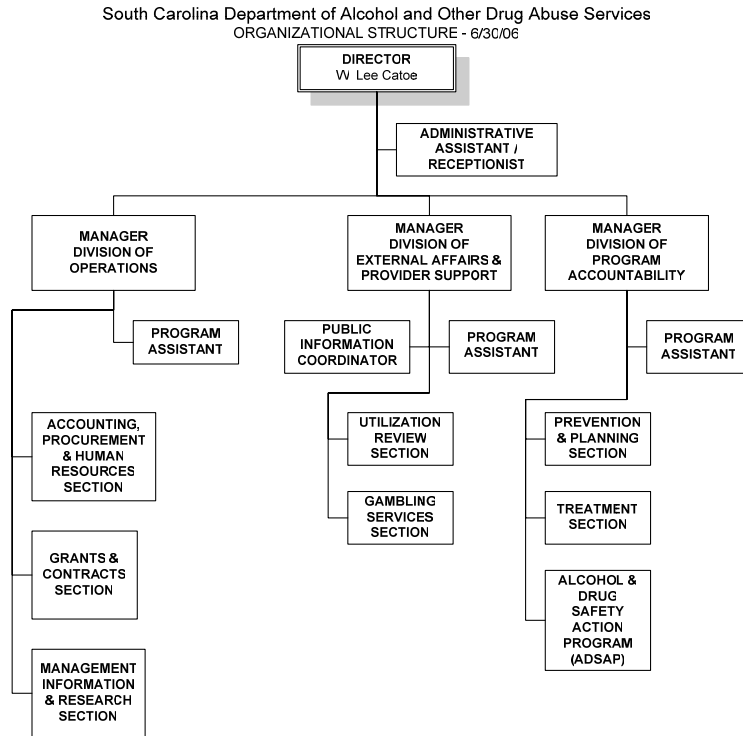 South Carolina Department of Alcohol and Other Drug Abuse Services
ORGANIZATIONAL STRUCTURE - 6/30/06
DIRECTOR
W. Lee Catoe
ADMINISTRATIVE
ASSISTANT /
RECEPTIONIST
MANAGER
DIVISION OF
OPERATIONS
MANAGER
DIVISION OF
EXTERNAL AFFAIRS &
PROVIDER SUPPORT
MANAGER
DIVISION OF
PROGRAM
ACCOUNTABILITY
PROGRAM
ASSISTANT
PUBLIC
INFORMATION
COORDINATOR
PROGRAM
ASSISTANT
PROGRAM
ASSISTANT
ACCOUNTING,
PROCUREMENT
& HUMAN
RESOURCES
SECTION
UTILIZATION
REVIEW
SECTION
PREVENTION
& PLANNING
SECTION
GAMBLING
SERVICES
SECTION
TREATMENT
SECTION
GRANTS &
CONTRACTS
SECTION
ALCOHOL &
DRUG
SAFETY
ACTION
PROGRAM
(ADSAP)
MANAGEMENT
INFORMATION
& RESEARCH
SECTION